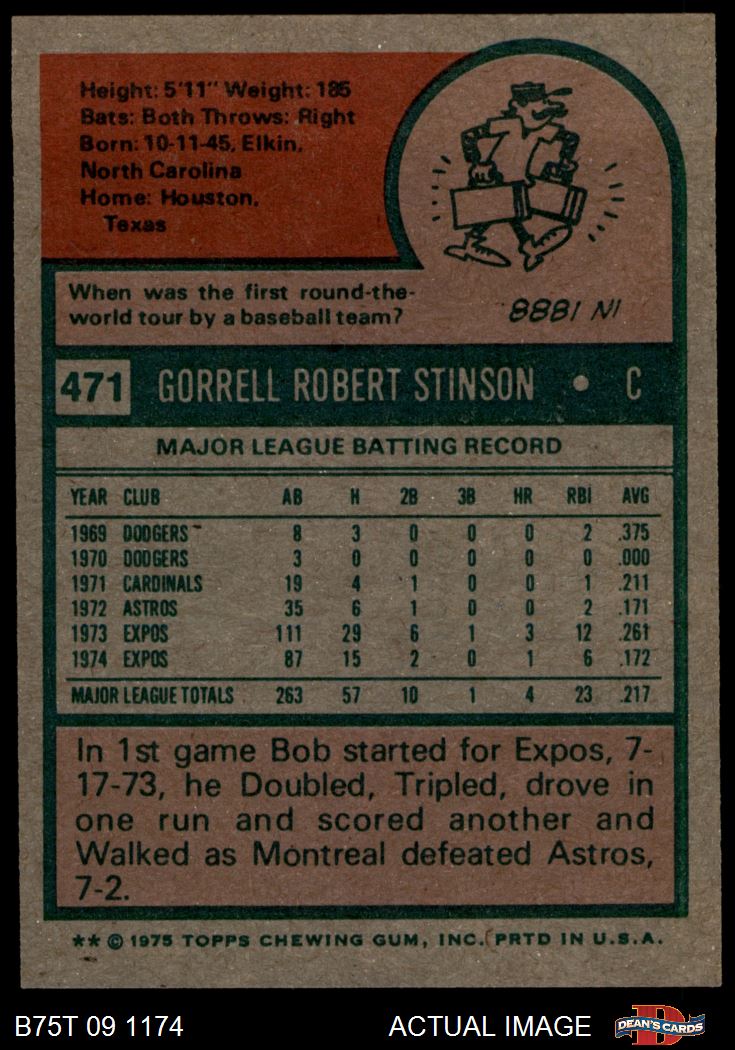 Height: 5'11" Weight: 185
Bats: Both Throws: Right
Born: 10-11-45, Elkin,
North Carolina
Home: Houston,
Texas
When was the first round-the-
world tour by a baseball team?
IN 1888
471 GORRELL ROBERT STINSON • C
MAJOR LEAGUE BATTING RECORD
YEAR CLUB AB H 2B 3B HR RBI AVG
1969 DODGERS 8 3 0 0 0 2 .375
1970 DODGERS 3 0 0 0 0 0 .000
1971 CARDINALS 19 4 1 0 0 1 .211
1972 ASTROS 35 6 1 0 0 2 .171
1973 EXPOS 111 29 6 1 3 12 .261
1974 EXPOS 87 15 2 0 1 6 .172
MAJOR LEAGUE TOTALS 263 57 10 1 4 23 .217
In 1st game Bob started for Expos, 7-
17-73, he Doubled, Tripled, drove in
one run and scored another and
Walked as Montreal defeated Astros,
7-2.
** © 1975 TOPPS CHEWING GUM, INC. PRTD IN U.S.A.
B75T 09 1174 ACTUAL IMAGE DEAN'S CARDS